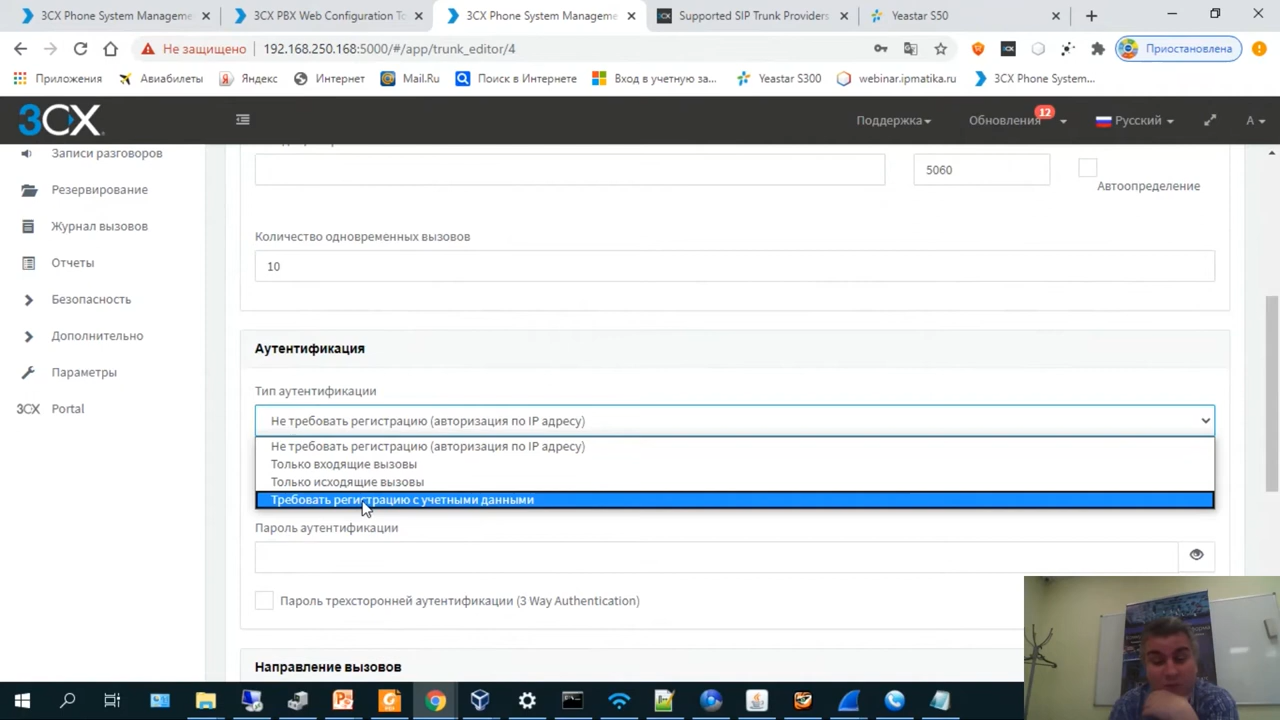 3CX Phone System Manageme
3CX PBX Web Configuration To
3CX Phone System Manageme
Supported SIP Trunk Providers
Yeastar S50
Не защищено
192.168.250.168:5000/#/app/trunk_editor/4
Приостановлена
Приложения
Авиабилеты
Яндекс
Интернет
Mail.Ru
Поиск в Интернете
Вход в учетную за...
Yeastar S300
webinar.ipmatika.ru
3CX Phone System...
3CX
Поддержка
Обновления
12
Русский
A
Записи разговоров
Резервирование
Журнал вызовов
Отчеты
Безопасность
Дополнительно
Параметры
3CX Portal
5060
Автоопределение
Количество одновременных вызовов
10
Аутентификация
Тип аутентификации
Не требовать регистрацию (авторизация по IP адресу)
Не требовать регистрацию (авторизация по IP адресу)
Только входящие вызовы
Только исходящие вызовы
Требовать регистрацию с учетными данными
Пароль аутентификации
Пароль трехсторонней аутентификации (3 Way Authentication)
Направление вызовов